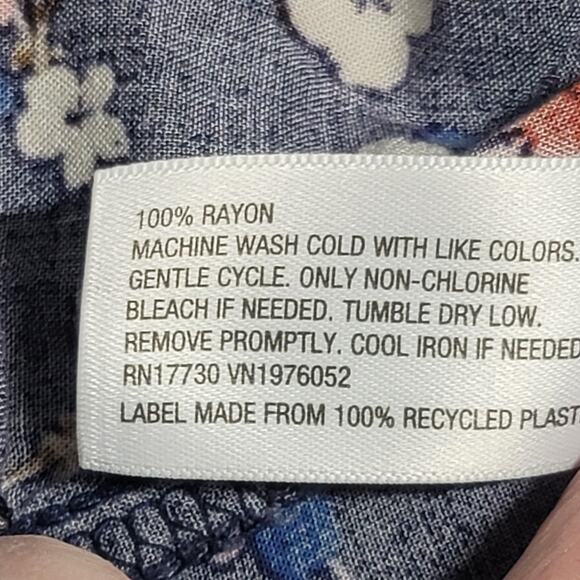 100% RAYON
MACHINE WASH COLD WITH LIKE COLORS.
GENTLE CYCLE. ONLY NON-CHLORINE
BLEACH IF NEEDED. TUMBLE DRY LOW.
REMOVE PROMPTLY. COOL IRON IF NEEDED
RN17730 VN1976052
LABEL MADE FROM 100% RECYCLED